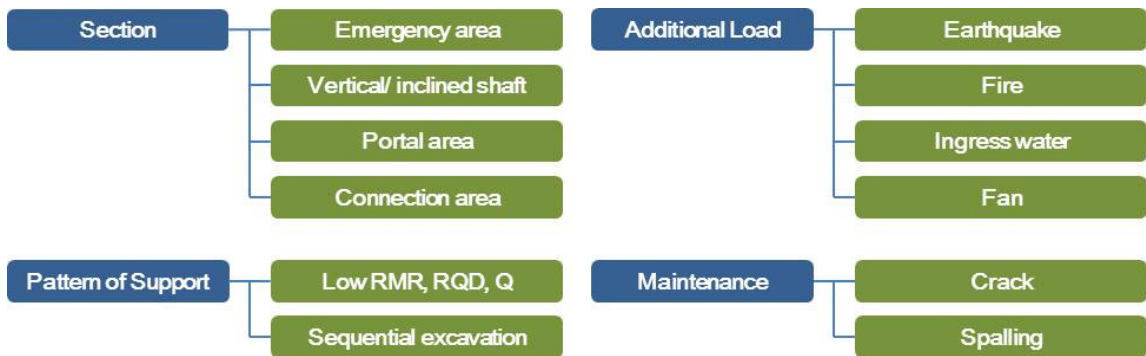 Section
Emergency area
Vertical/ inclined shaft
Portal area
Connection area
Additional Load
Earthquake
Fire
Ingress water
Fan
Pattern of Support
Low RMR, RQD, Q
Sequential excavation
Maintenance
Crack
Spalling